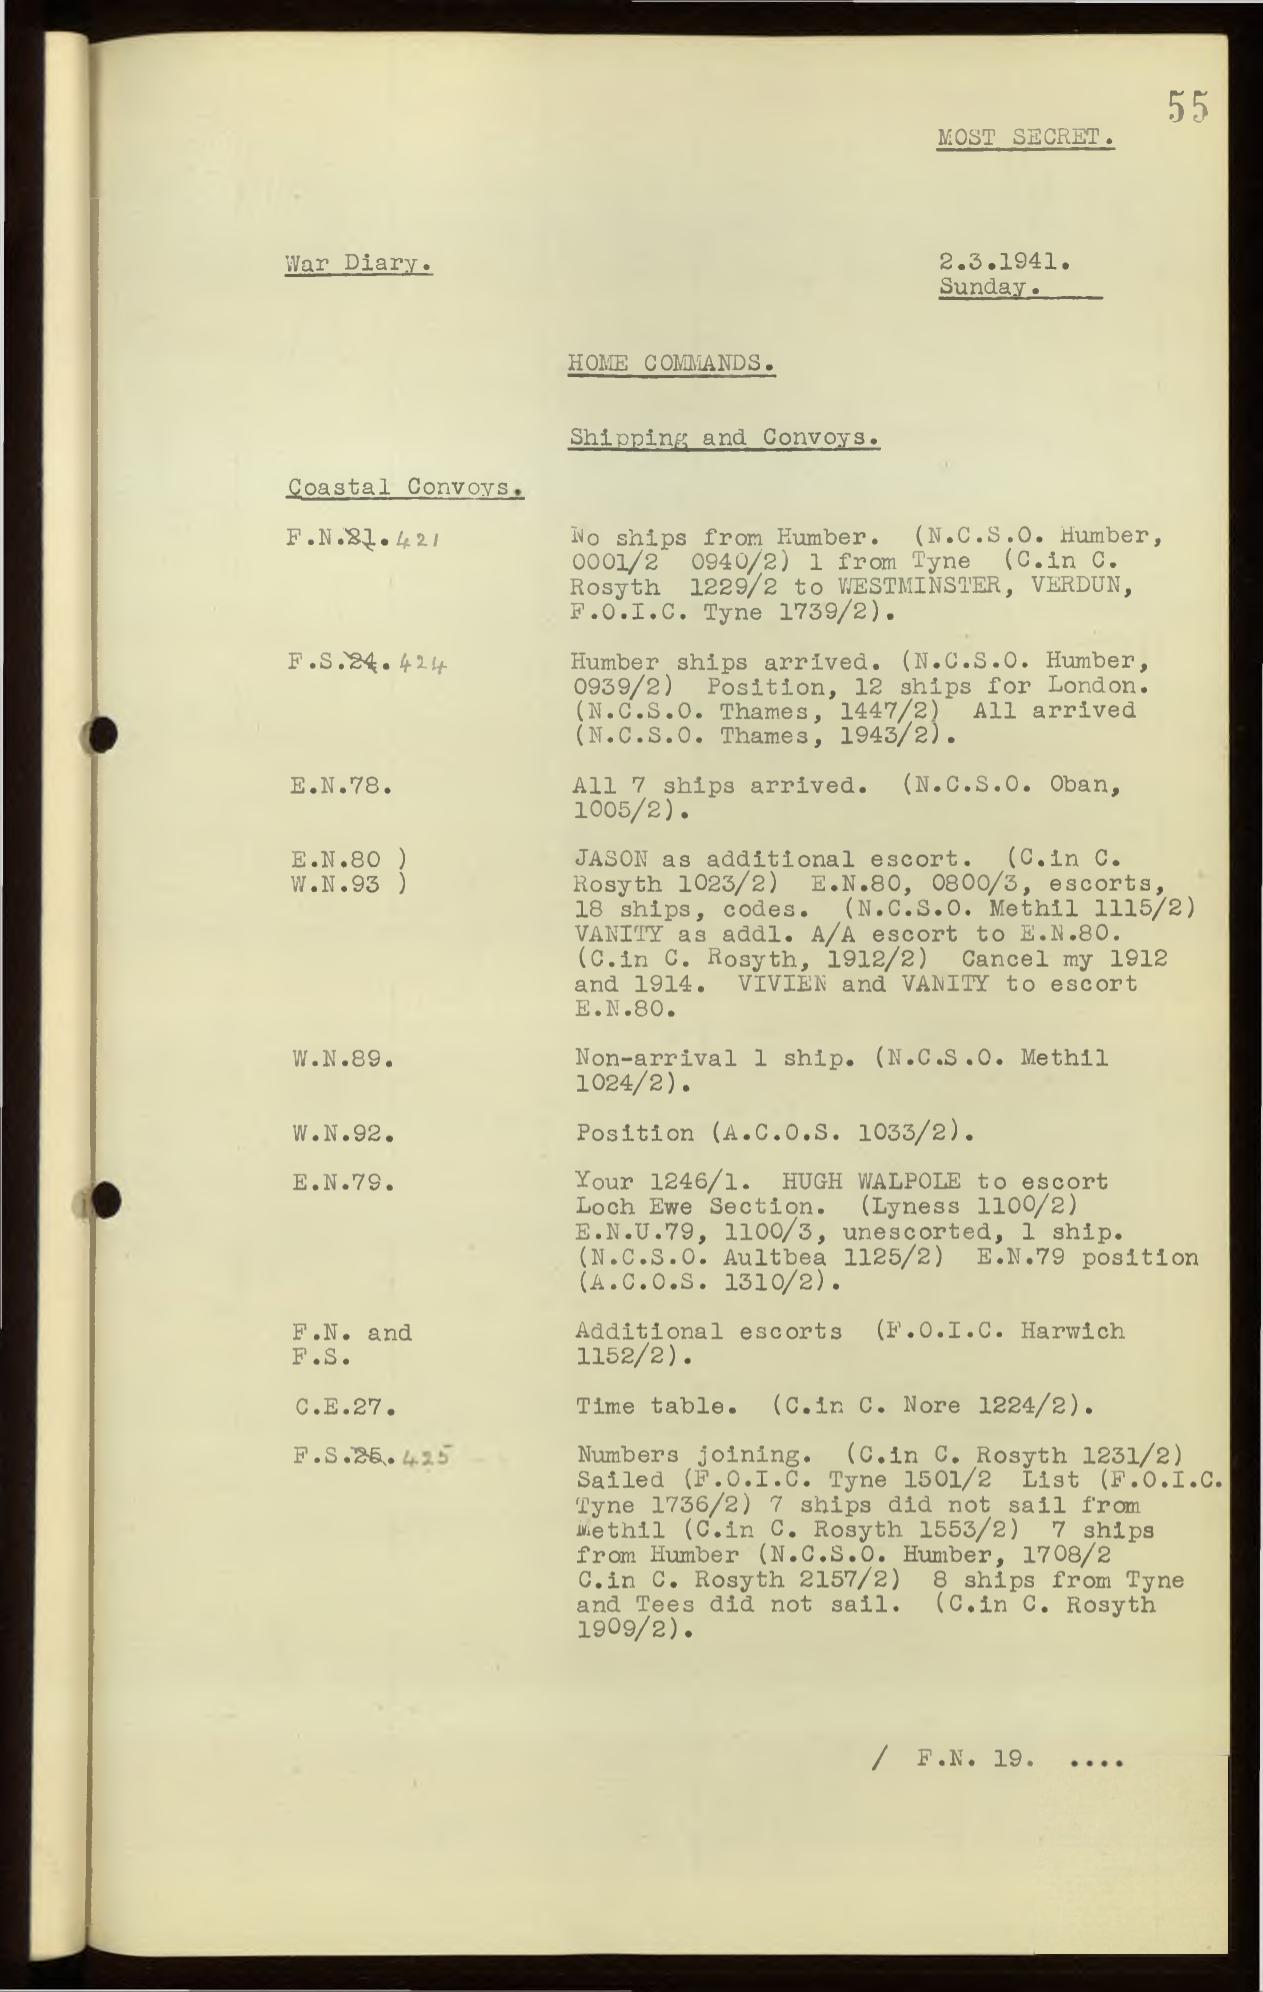 55
MOST SECRET.
War Diary. 2.3.1941.
Sunday.
HOME COMMANDS.
Shipping and Convoys.
Coastal Convoys.
F.N.21. 421 No ships from Humber. (N.C.S.O. Humber,
0001/2 0940/2) 1 from Tyne (C.in C.
Rosyth 1229/2 to WESTMINSTER, VERDUN,
F.O.I.C. Tyne 1739/2).
F.S.24. 424 Humber ships arrived. (N.C.S.O. Humber,
0939/2) Position, 12 ships for London.
(N.C.S.O. Thames, 1447/2) All arrived
(N.C.S.O. Thames, 1943/2).
E.N.78. All 7 ships arrived. (N.C.S.O. Oban,
1005/2).
E.N.80 ) JASON as additional escort. (C.in C.
W.N.93 ) Rosyth 1023/2) E.N.80, 0800/3, escorts,
18 ships, codes. (N.C.S.O. Methil 1115/2)
VANITY as addl. A/A escort to E.N.80.
(C.in C. Rosyth, 1912/2) Cancel my 1912
and 1914. VIVIEN and VANITY to escort
E.N.80.
W.N.89. Non-arrival 1 ship. (N.C.S.O. Methil
1024/2).
W.N.92. Position (A.C.O.S. 1033/2).
E.N.79. Your 1246/1. HUGH WALPOLE to escort
Loch Ewe Section. (Lyness 1100/2)
E.N.U.79, 1100/3, unescorted, 1 ship.
(N.C.S.O. Aultbea 1125/2) E.N.79 position
(A.C.O.S. 1310/2).
F.N. and Additional escorts (F.O.I.C. Harwich
F.S. 1152/2).
C.E.27. Time table. (C.in C. Nore 1224/2).
F.S.25. 425 Numbers joining. (C.in C. Rosyth 1231/2)
Sailed (F.O.I.C. Tyne 1501/2 List (F.O.I.C.
Tyne 1736/2) 7 ships did not sail from
Methil (C.in C. Rosyth 1553/2) 7 ships
from Humber (N.C.S.O. Humber, 1708/2
C.in C. Rosyth 2157/2) 8 ships from Tyne
and Tees did not sail. (C.in C. Rosyth
1909/2).
/ F.N. 19. ....